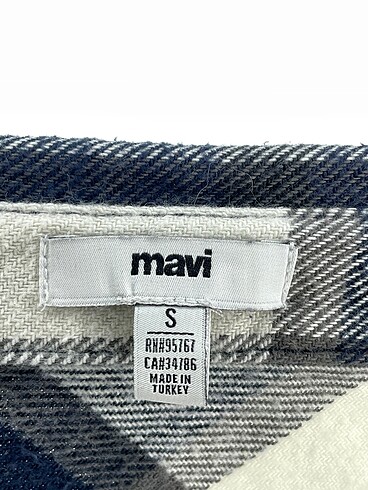 mavi
S
RN#95767
CA#34786
MADE IN
TURKEY